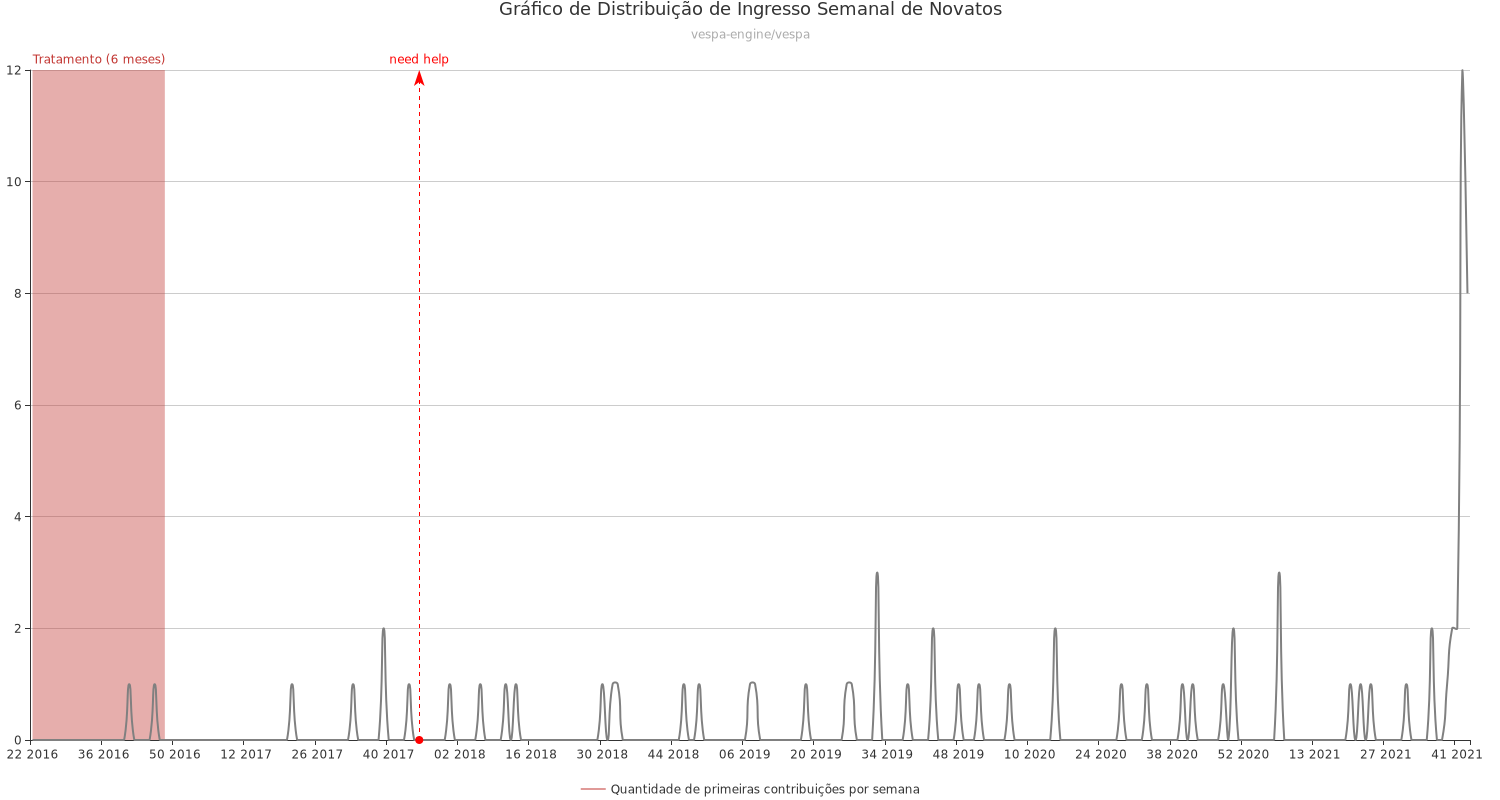 Gráfico de Distribuição de Ingresso Semanal de Novatos
vespa-engine/vespa
Tratamento (6 meses)
need help
12
10
8
6
4
2
0
22 2016 36 2016 50 2016 12 2017 26 2017 40 2017 02 2018 16 2018 30 2018 44 2018 06 2019 20 2019 34 2019 48 2019 10 2020 24 2020 38 2020 52 2020 13 2021 27 2021 41 2021
Quantidade de primeiras contribuições por semana